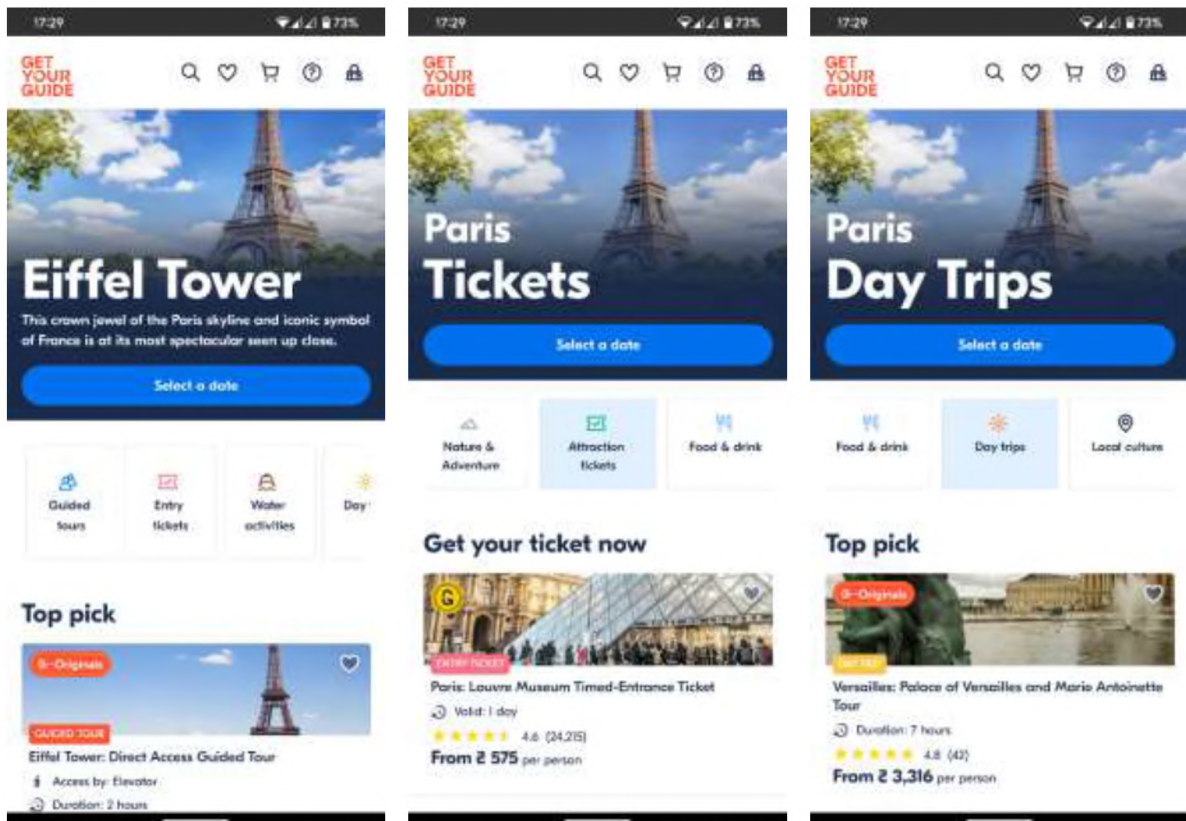 17:29
73%
GET
YOUR
GUIDE
Eiffel Tower
This crown jewel of the Paris skyline and iconic symbol
of France is at its most spectacular seen up close.
Select a date
Guided
tours
Entry
tickets
Water
activities
Day
Top pick
Originals
GUIDED TOUR
Eiffel Tower: Direct Access Guided Tour
Access by: Elevator
Duration: 2 hours
17:29
73%
GET
YOUR
GUIDE
Paris
Tickets
Select a date
Nature &
Adventure
Attraction
tickets
Food & drink
Get your ticket now
G
ENTRY TICKET
Paris: Louvre Museum Timed-Entrance Ticket
Valid: 1 day
4.6 (24,215)
From ₴ 575 per person
17:29
73%
GET
YOUR
GUIDE
Paris
Day Trips
Select a date
Food & drink
Day trips
Local culture
Top pick
Originals
DAY TRIP
Versailles: Palace of Versailles and Marie Antoinette
Tour
Duration: 7 hours
4.8 (42)
From ₴ 3,316 per person